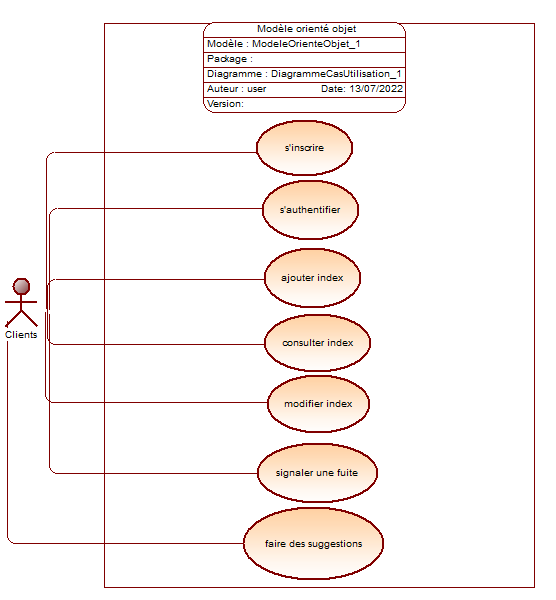 Modèle orienté objet
Modèle : ModeleOrienteObjet_1
Package :
Diagramme : DiagrammeCasUtilisation_1
Auteur : user Date: 13/07/2022
Version:
s'inscrire
s'authentifier
ajouter index
Clients
consulter index
modifier index
signaler une fuite
faire des suggestions